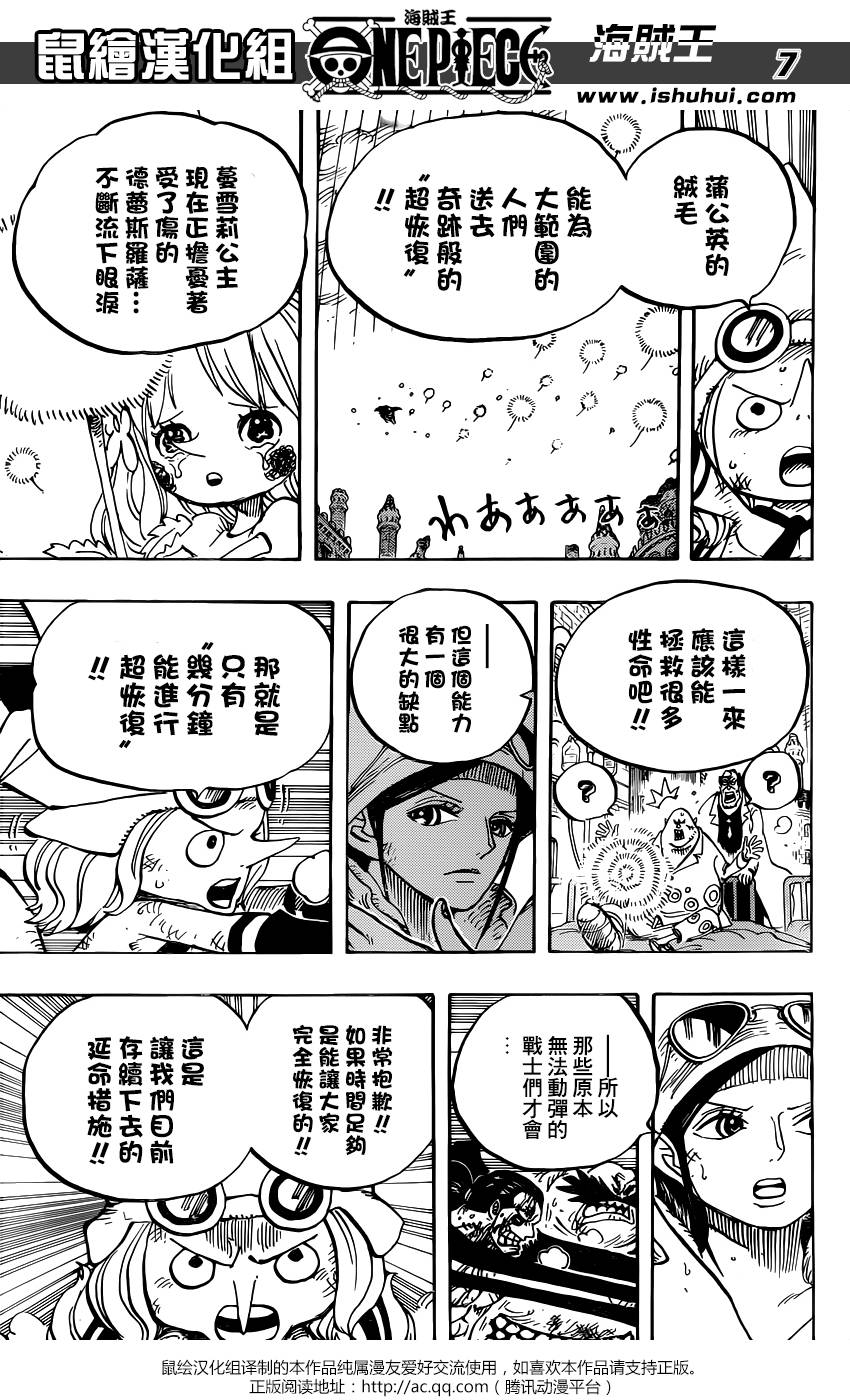 鼠繪漢化組
海賊王
ONE PIECE
海賊王
7
www.ishuhui.com
蒲公英的
絨毛
能為
大範圍的
人們
送去
奇跡般的
“超恢復”
!!
蔓雪莉公主
現在正擔憂著
受了傷的
德蕾斯羅薩…
不斷流下眼淚
わああああぁ
這樣一來
應該能
拯救很多
性命吧!!
?
?
——
但這個能力
有一個
很大的缺點
那就是
只有
“幾分鐘
能進行
超恢復”
!!
——所以
那些原本
無法動彈的
戰士們才會
…
非常抱歉!!
如果時間足夠
是能讓大家
完全恢復的!!
這是
讓我們目前
存續下去的
延命措施!!
鼠绘汉化组译制的本作品纯属漫友爱好交流使用，如喜欢本作品请支持正版。
正版阅读地址：http://ac.qq.com（腾讯动漫平台）